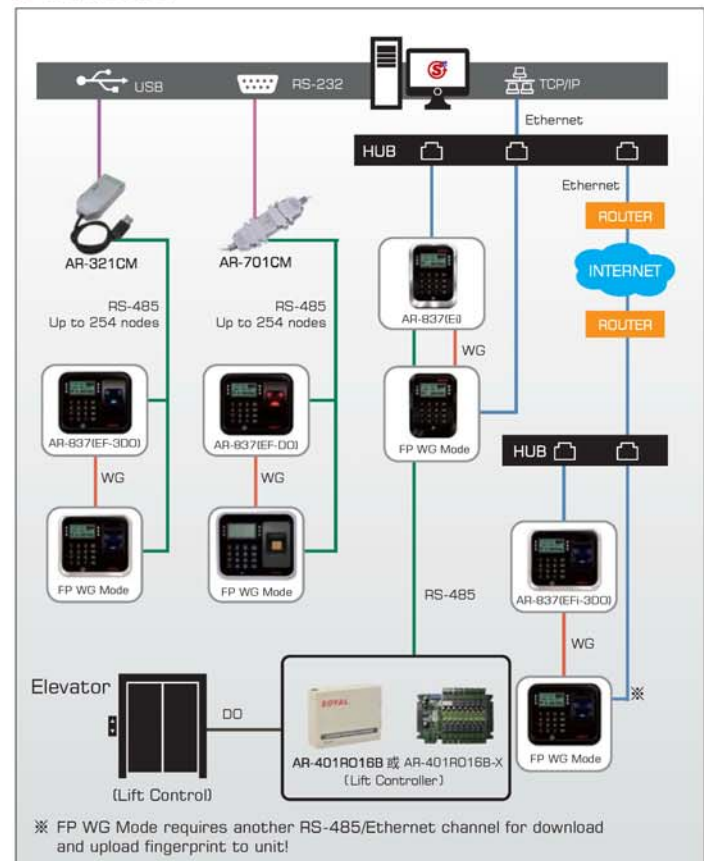 USB
RS-232
TCP/IP
Ethernet
HUB
Ethernet
ROUTER
INTERNET
ROUTER
AR-321CM
AR-701CM
RS-485
Up to 254 nodes
RS-485
Up to 254 nodes
AR-837(Ei)
WG
AR-837(EF-3DO)
AR-837(EF-DO)
FP WG Mode
HUB
WG
WG
FP WG Mode
FP WG Mode
RS-485
AR-837(EFi-3DO)
WG
Elevator
DO
SOYAL
※
AR-401RO16B 或 AR-401RO16B-X
(Lift Controller)
FP WG Mode
(Lift Control)
※ FP WG Mode requires another RS-485/Ethernet channel for download
and upload fingerprint to unit!